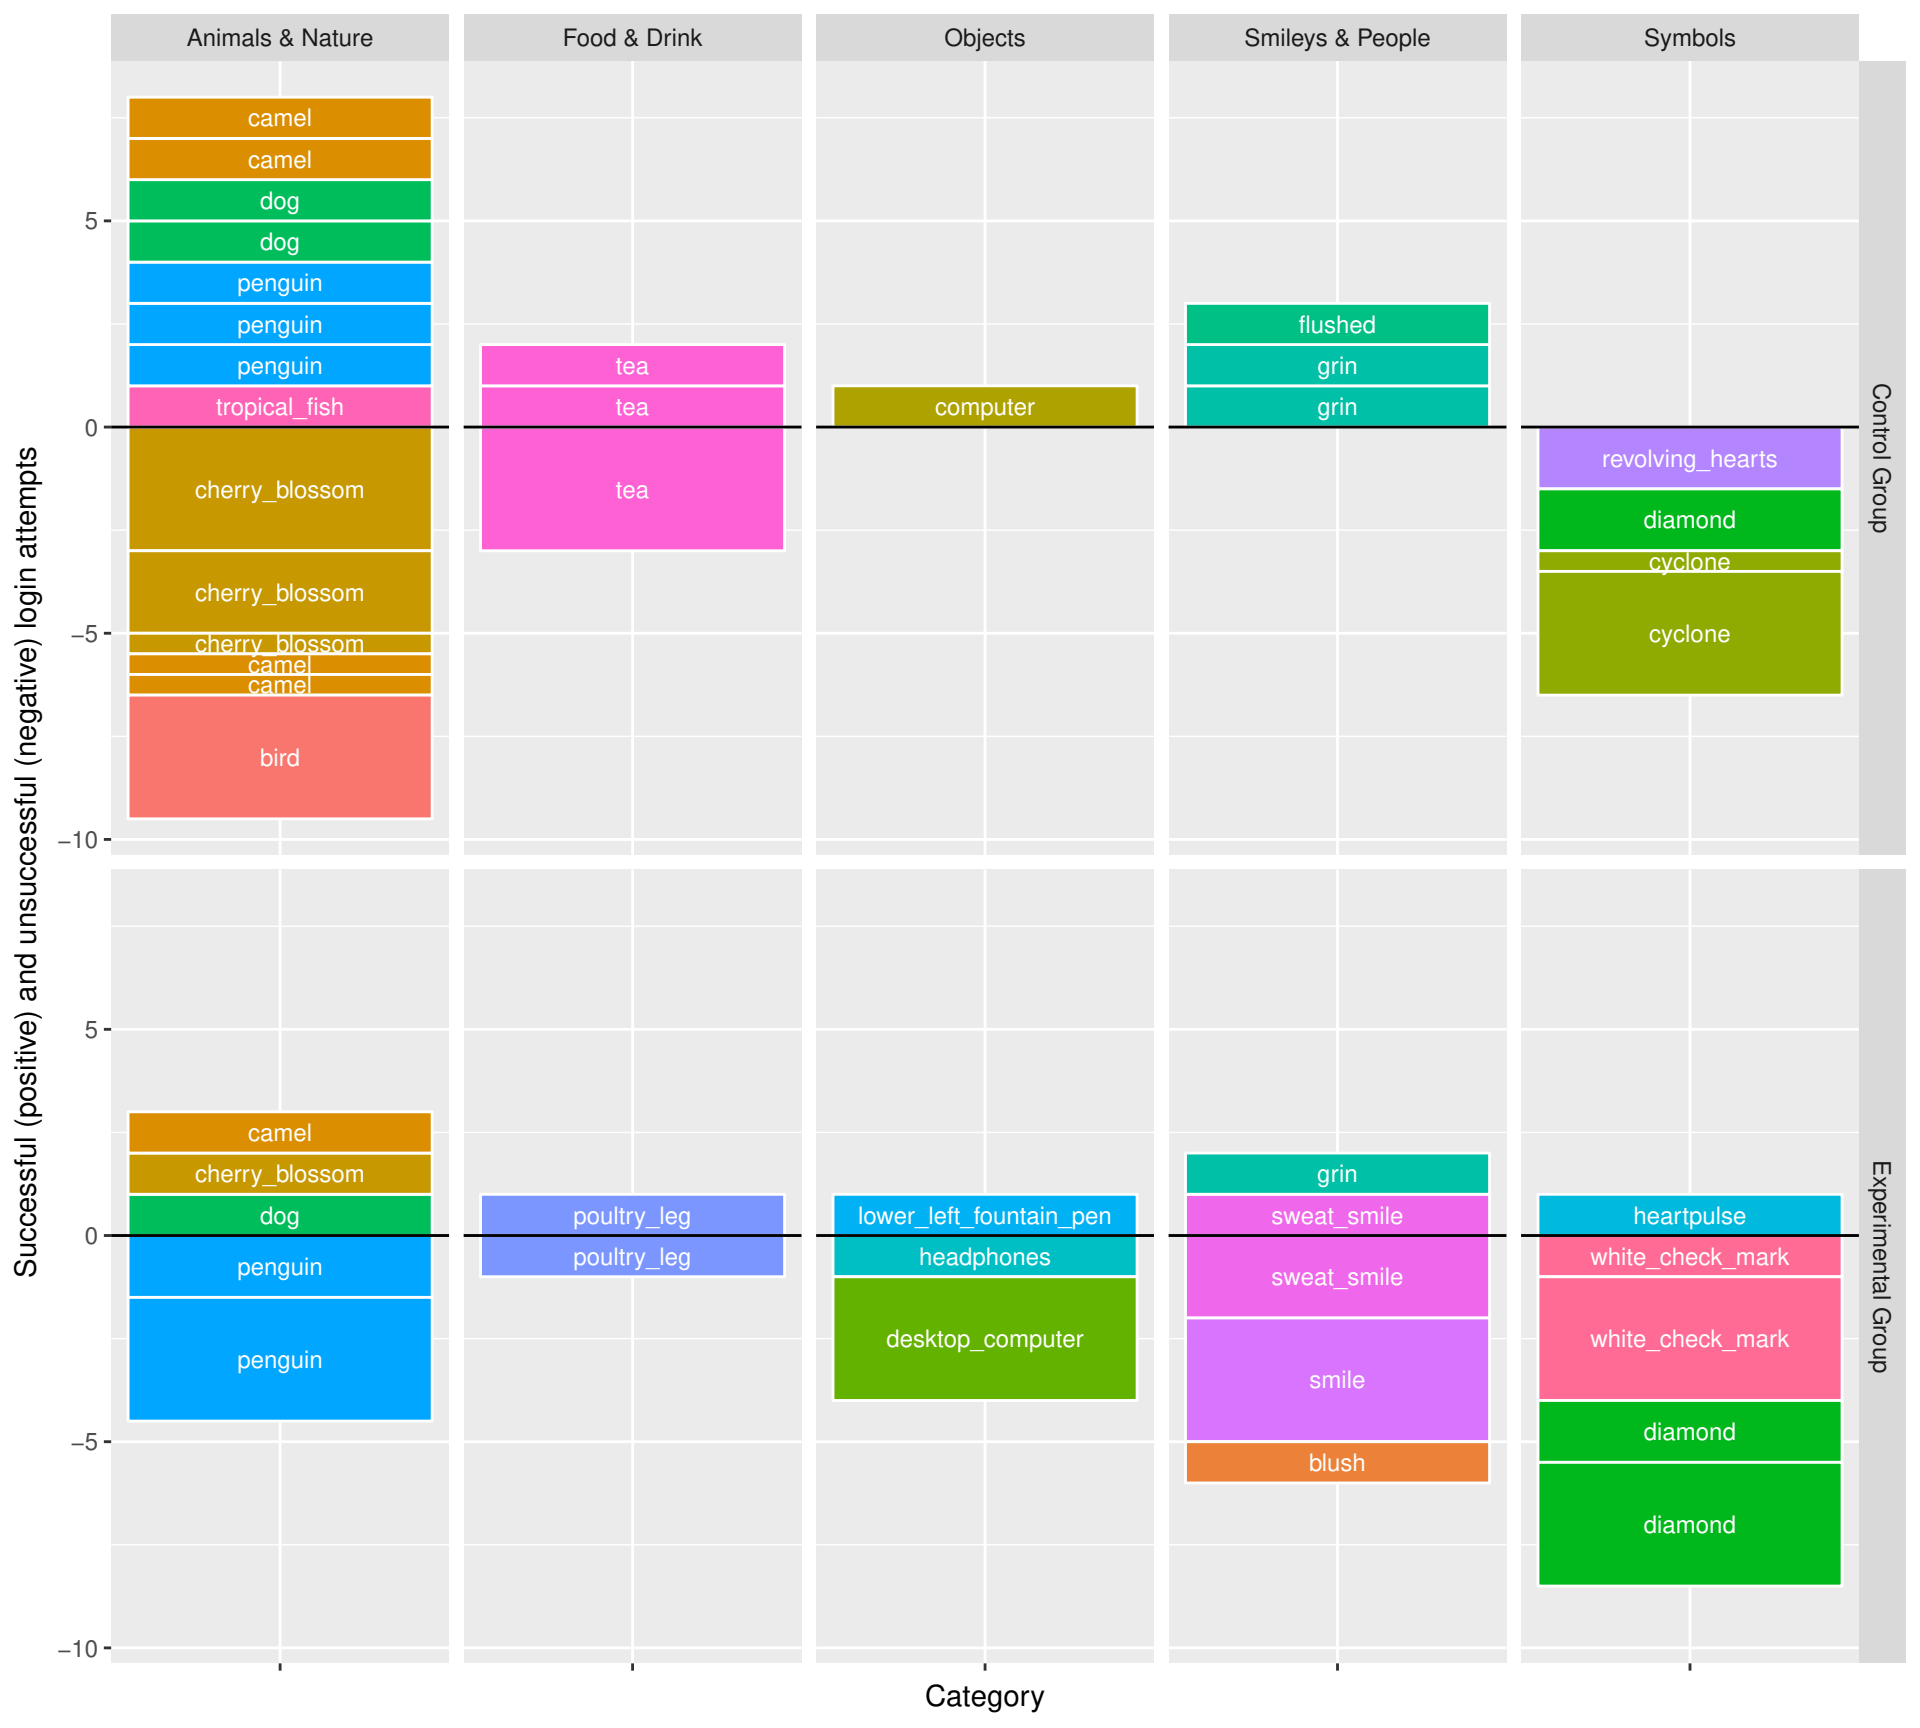 Animals & Nature
Food & Drink
Objects
Smileys & People
Symbols
Successful (positive) and unsuccessful (negative) login attempts
Control Group
5
0
−5
−10
camel
camel
dog
dog
penguin
penguin
penguin
tropical_fish
cherry_blossom
cherry_blossom
cherry_blossom
camel
camel
bird
tea
tea
tea
computer
flushed
grin
grin
revolving_hearts
diamond
cyclone
cyclone
Experimental Group
5
0
−5
−10
camel
cherry_blossom
dog
penguin
penguin
poultry_leg
poultry_leg
lower_left_fountain_pen
headphones
desktop_computer
grin
sweat_smile
sweat_smile
smile
blush
heartpulse
white_check_mark
white_check_mark
diamond
diamond
Category